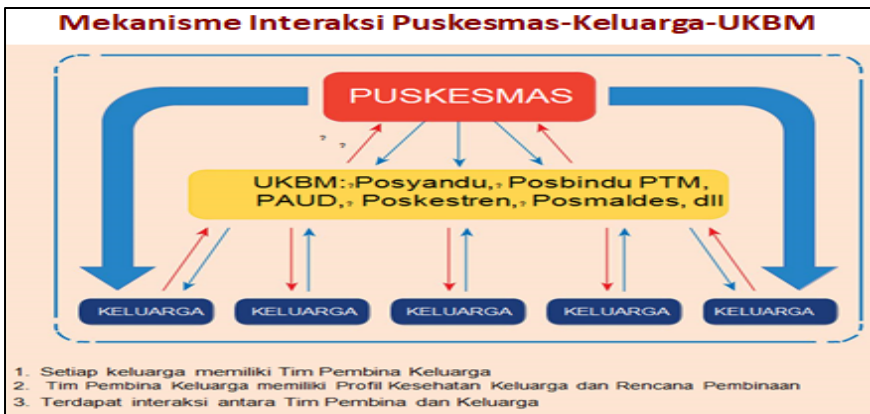 Mekanisme Interaksi Puskesmas-Keluarga-UKBM
PUSKESMAS
?
?
UKBM:?Posyandu,? Posbindu PTM,
PAUD,? Poskestren,? Posmaldes, dll
KELUARGA KELUARGA KELUARGA KELUARGA KELUARGA
1. Setiap keluarga memiliki Tim Pembina Keluarga
2. Tim Pembina Keluarga memiliki Profil Kesehatan Keluarga dan Rencana Pembinaan
3. Terdapat interaksi antara Tim Pembina dan Keluarga